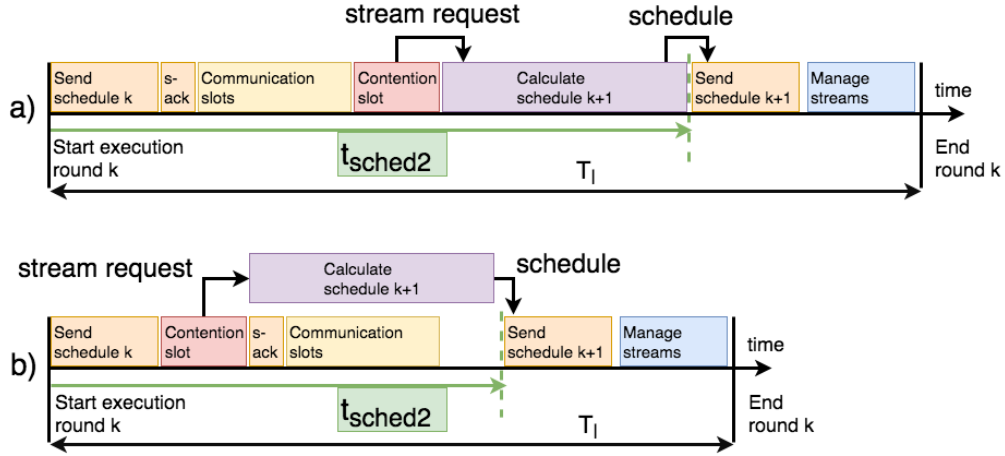 stream request
schedule
Send
schedule k
s-
ack
Communication
slots
Contention
slot
Calculate
schedule k+1
Send
schedule k+1
Manage
streams
time
a)
Start execution
round k
tsched2
Tl
End
round k
stream request
Calculate
schedule k+1
schedule
Send
schedule k
Contention
slot
s-
ack
Communication
slots
Send
schedule k+1
Manage
streams
time
b)
Start execution
round k
tsched2
Tl
End
round k